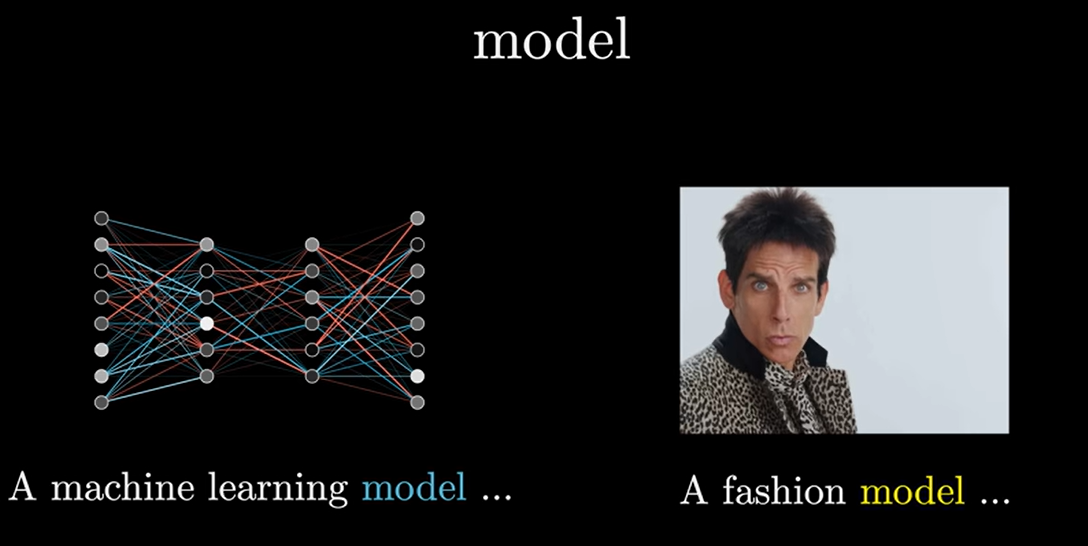 model
A machine learning model ...
A fashion model ...